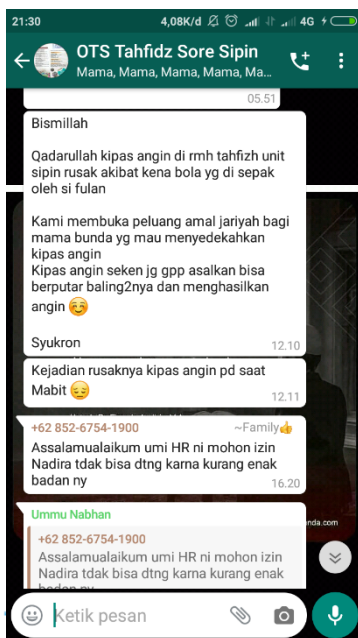 21:30
4,08K/d
4G
OTS Tahfidz Sore Sipin
Mama, Mama, Mama, Mama, Ma...
05.51
Bismillah
Qadarullah kipas angin di rmh tahfizh unit
sipin rusak akibat kena bola yg di sepak
oleh si fulan
Kami membuka peluang amal jariyah bagi
mama bunda yg mau menyedekahkan
kipas angin
Kipas angin seken jg gpp asalkan bisa
berputar baling2nya dan menghasilkan
angin 😊
Syukron
12.10
Kejadian rusaknya kipas angin pd saat
Mabit 😔
12.11
+62 852-6754-1900
~Family👍
Assalamualaikum umi HR ni mohon izin
Nadira tdak bisa dtng karna kurang enak
badan ny
16.20
Ummu Nabhan
+62 852-6754-1900
Assalamualaikum umi HR ni mohon izin
Nadira tdak bisa dtng karna kurang enak
badan ny
nda.com
Ketik pesan